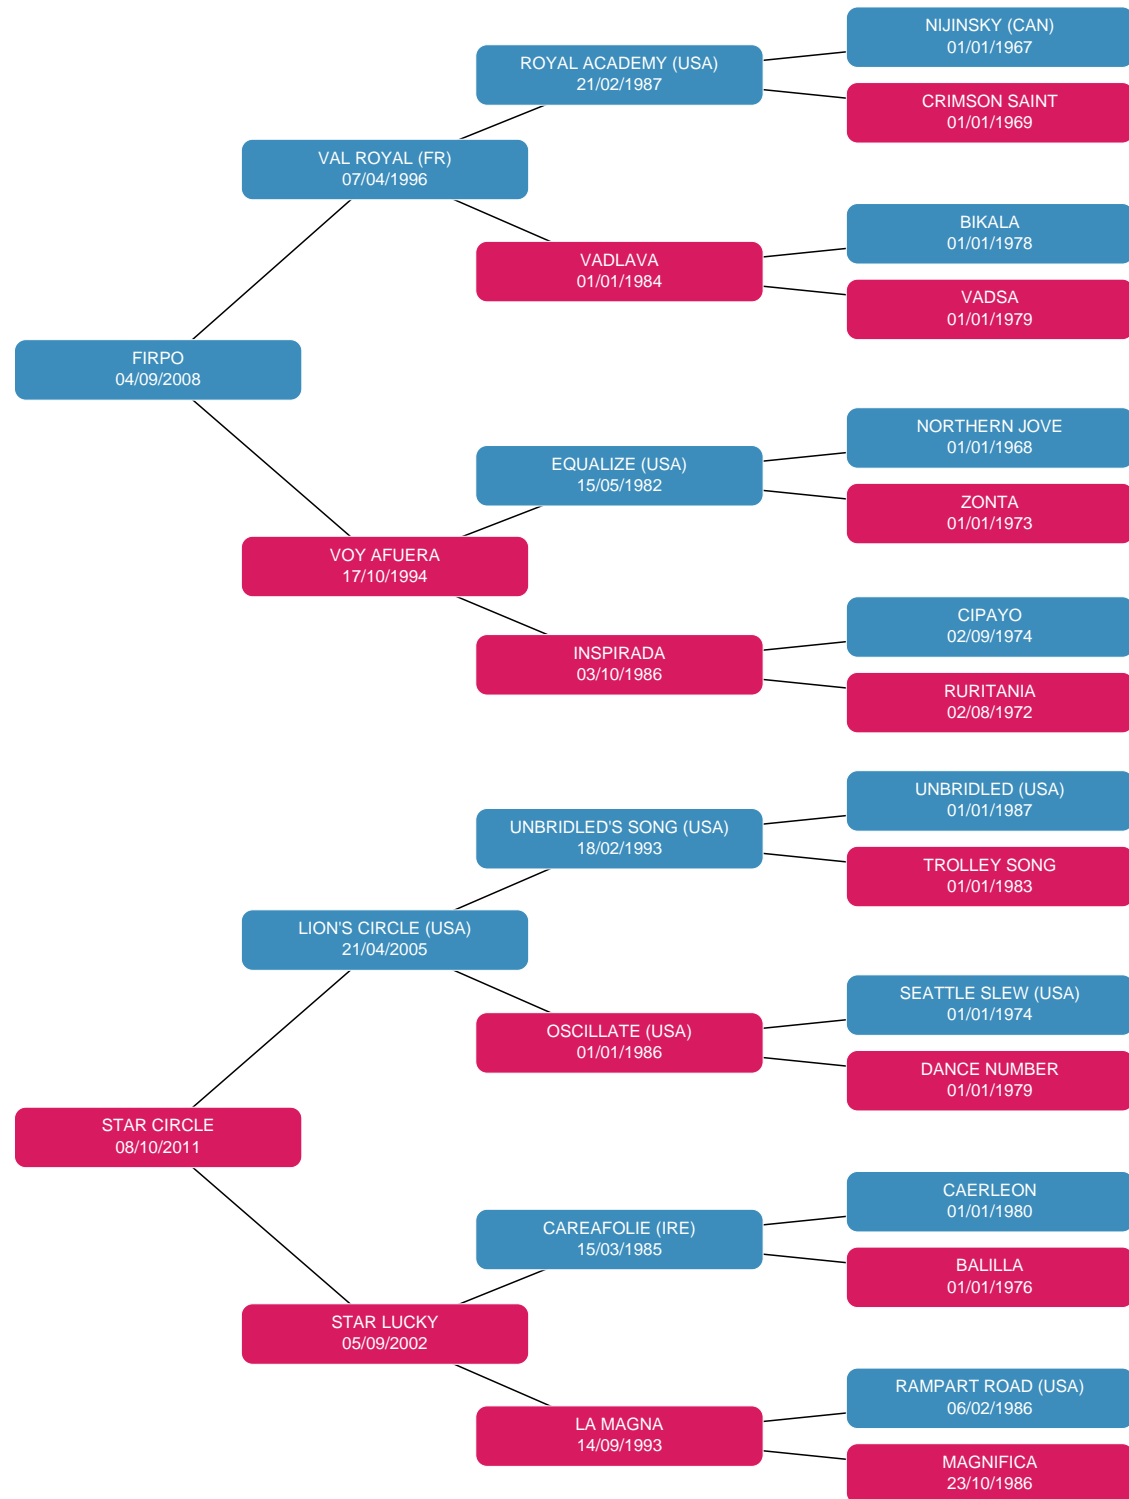 NIJINSKY (CAN)
01/01/1967
ROYAL ACADEMY (USA)
21/02/1987
CRIMSON SAINT
01/01/1969
VAL ROYAL (FR)
07/04/1996
BIKALA
01/01/1978
VADLAVA
01/01/1984
VADSA
01/01/1979
FIRPO
04/09/2008
NORTHERN JOVE
01/01/1968
EQUALIZE (USA)
15/05/1982
ZONTA
01/01/1973
VOY AFUERA
17/10/1994
CIPAYO
02/09/1974
INSPIRADA
03/10/1986
RURITANIA
02/08/1972
UNBRIDLED (USA)
01/01/1987
UNBRIDLED'S SONG (USA)
18/02/1993
TROLLEY SONG
01/01/1983
LION'S CIRCLE (USA)
21/04/2005
SEATTLE SLEW (USA)
01/01/1974
OSCILLATE (USA)
01/01/1986
DANCE NUMBER
01/01/1979
STAR CIRCLE
08/10/2011
CAERLEON
01/01/1980
CAREAFOLIE (IRE)
15/03/1985
BALILLA
01/01/1976
STAR LUCKY
05/09/2002
RAMPART ROAD (USA)
06/02/1986
LA MAGNA
14/09/1993
MAGNIFICA
23/10/1986